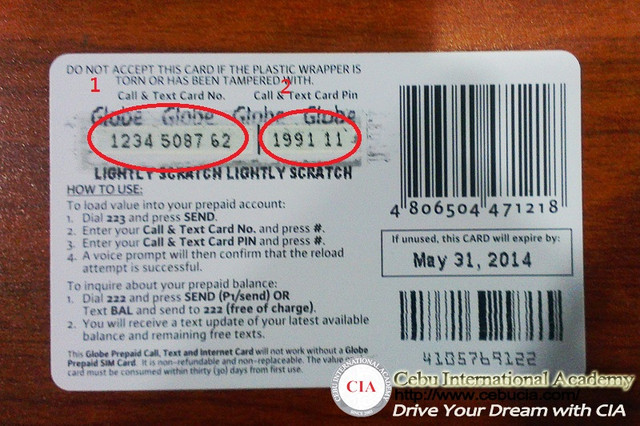 DO NOT ACCEPT THIS CARD IF THE PLASTIC WRAPPER IS
TORN OR HAS BEEN TAMPERED WITH.
1 2
Call & Text Card No. Call & Text Card Pin
Globe Globe Globe Globe
1234 5087 62 1991 11
LIGHTLY SCRATCH LIGHTLY SCRATCH
HOW TO USE:
To load value into your prepaid account:
1. Dial 223 and press SEND.
2. Enter your Call & Text Card No. and press #.
3. Enter your Call & Text Card PIN and press #.
4. A voice prompt will then confirm that the reload
attempt is successful.
To inquire about your prepaid balance:
1. Dial 222 and press SEND (P1/send) OR
Text BAL and send to 222 (free of charge).
2. You will receive a text update of your latest available
balance and remaining free texts.
This Globe Prepaid Call, Text and Internet Card will not work without a Globe
Prepaid SIM Card. It is non-refundable and non-replaceable. The value
card must be consumed within thirty (30) days from first use.
4 806504 471218
If unused, this CARD will expire by:
May 31, 2014
4105769122
CEBU INTERNATIONAL ACADEMY
CIA
Cebu International Academy
http://www.cebucia.com/
Drive Your Dream with CIA